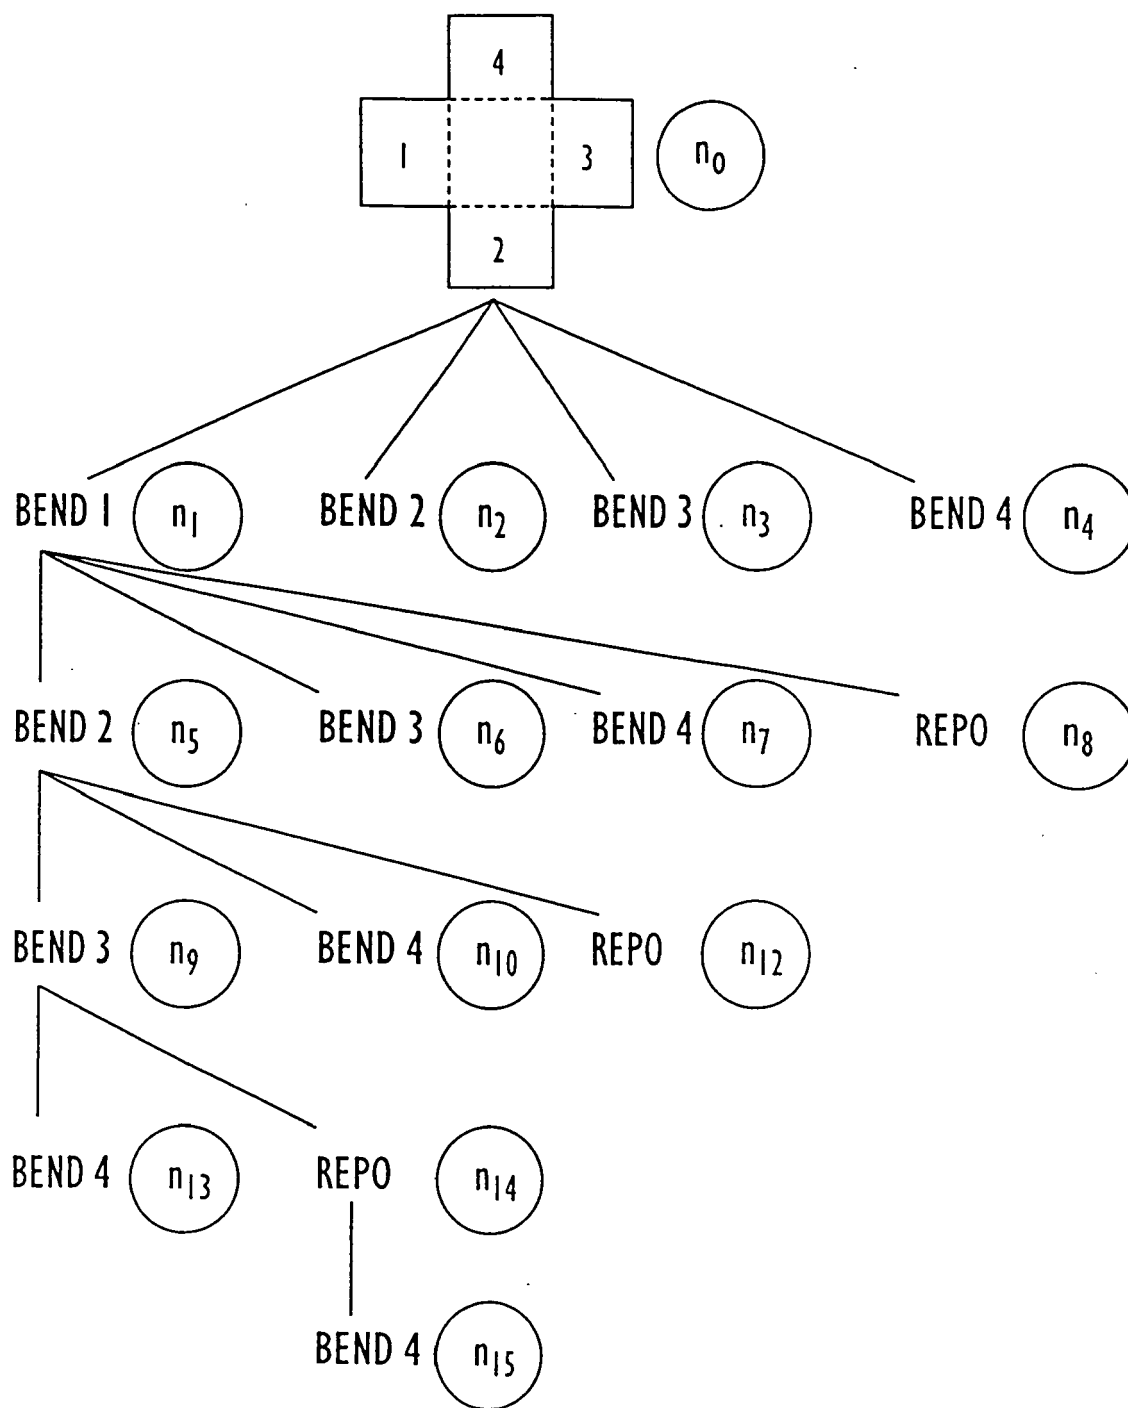 4
1 3 n0
2
BEND 1 n1 BEND 2 n2 BEND 3 n3 BEND 4 n4
BEND 2 n5 BEND 3 n6 BEND 4 n7 REPO n8
BEND 3 n9 BEND 4 n10 REPO n12
BEND 4 n13 REPO n14
BEND 4 n15